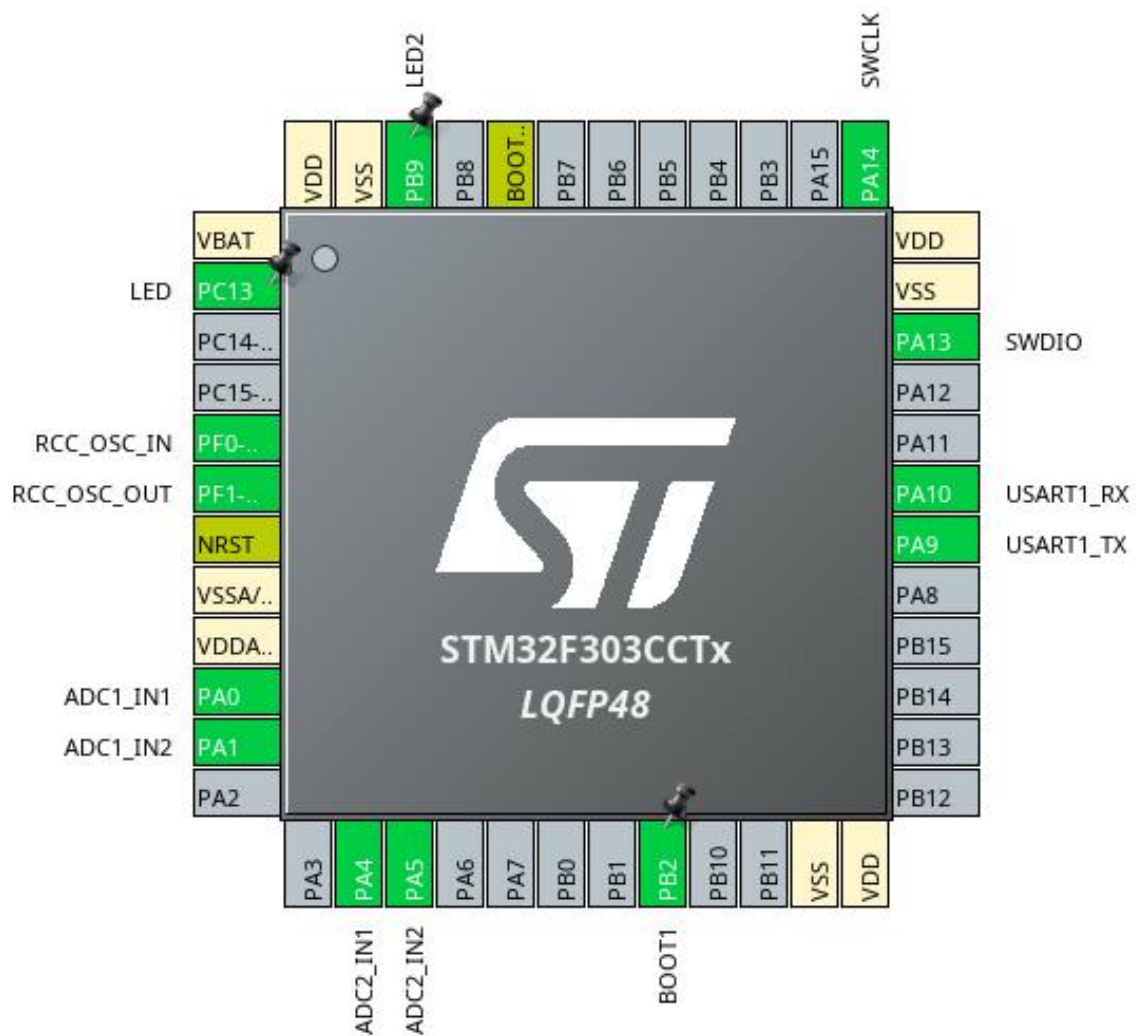 LED2
SWCLK
VDD
VSS
PB9
PB8
BOOT..
PB7
PB6
PB5
PB4
PB3
PA15
PA14
VBAT
LED
PC13
PC14-..
PC15-..
RCC_OSC_IN
PF0-..
RCC_OSC_OUT
PF1-..
NRST
VSSA/..
VDDA..
ADC1_IN1
PA0
ADC1_IN2
PA1
PA2
ST
STM32F303CCTx
LQFP48
VDD
VSS
PA13
SWDIO
PA12
PA11
PA10
USART1_RX
PA9
USART1_TX
PA8
PB15
PB14
PB13
PB12
PA3
PA4
PA5
PA6
PA7
PB0
PB1
PB2
PB10
PB11
VSS
VDD
ADC2_IN1
ADC2_IN2
BOOT1